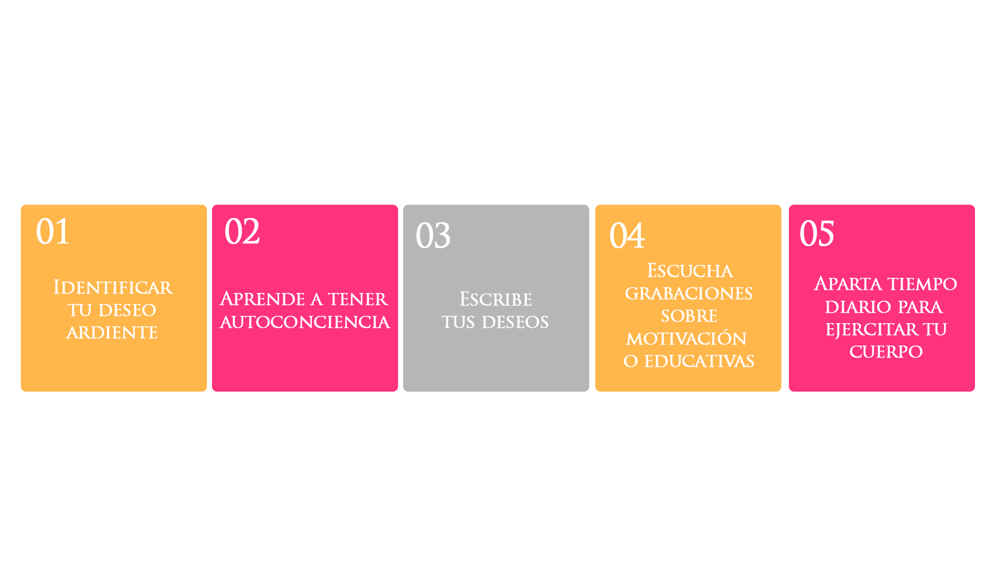 01
Identificar
tu deseo
ardiente
02
Aprende a tener
autoconciencia
03
Escribe
tus deseos
04
Escucha
grabaciones
sobre
motivación
o educativas
05
Aparta tiempo
diario para
ejercitar tu
cuerpo